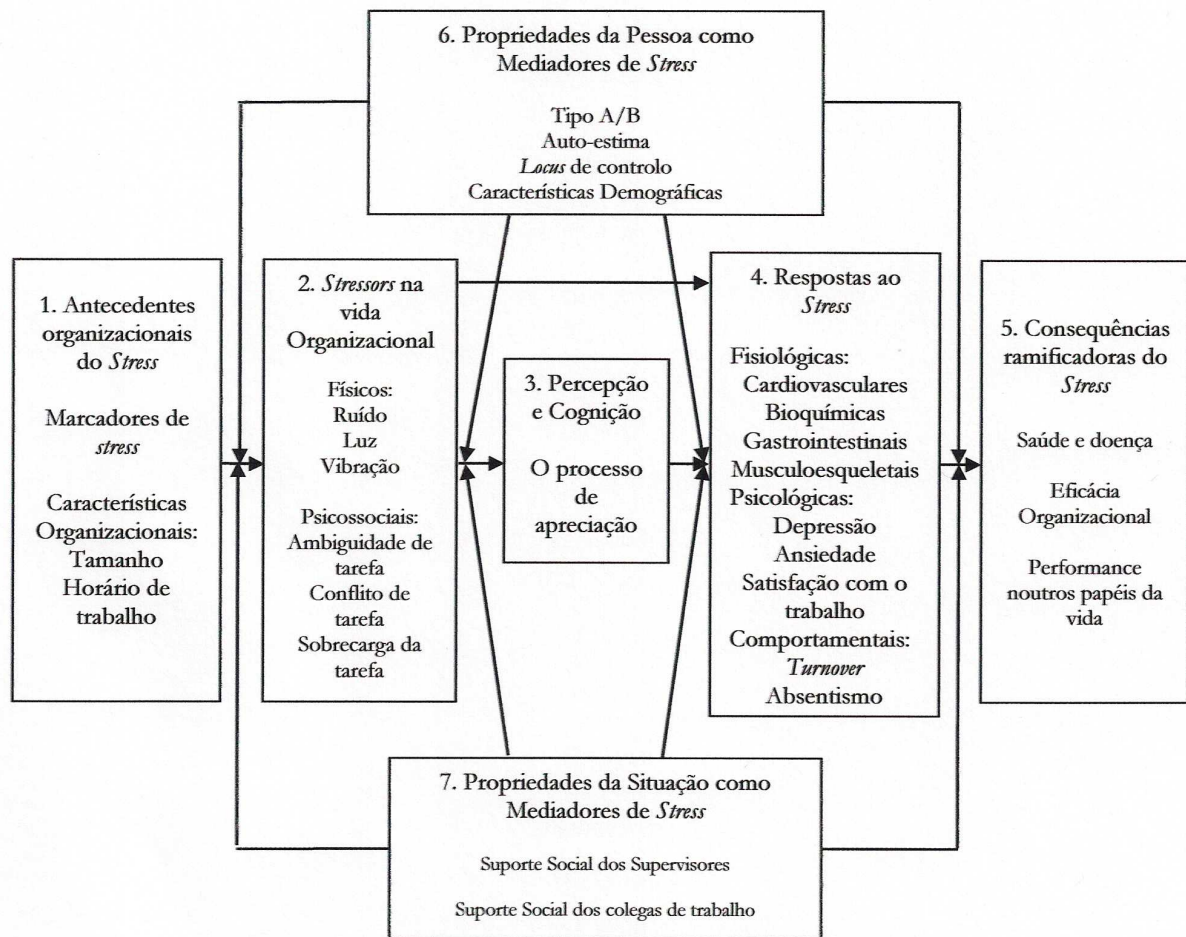 6. Propriedades da Pessoa como
Mediadores de Stress
Tipo A/B
Auto-estima
Locus de controlo
Características Demográficas
1. Antecedentes
organizacionais
do Stress
Marcadores de
stress
Características
Organizacionais:
Tamanho
Horário de
trabalho
2. Stressors na
vida
Organizacional
Físicos:
Ruído
Luz
Vibração
Psicossociais:
Ambiguidade de
tarefa
Conflito de
tarefa
Sobrecarga da
tarefa
3. Percepção
e Cognição
O processo
de
apreciação
4. Respostas ao
Stress
Fisiológicas:
Cardiovasculares
Bioquímicas
Gastrointestinais
Musculoesqueletais
Psicológicas:
Depressão
Ansiedade
Satisfação com o
trabalho
Comportamentais:
Turnover
Absentismo
5. Consequências
ramificadoras do
Stress
Saúde e doença
Eficácia
Organizacional
Performance
noutros papéis da
vida
7. Propriedades da Situação como
Mediadores de Stress
Suporte Social dos Supervisores
Suporte Social dos colegas de trabalho